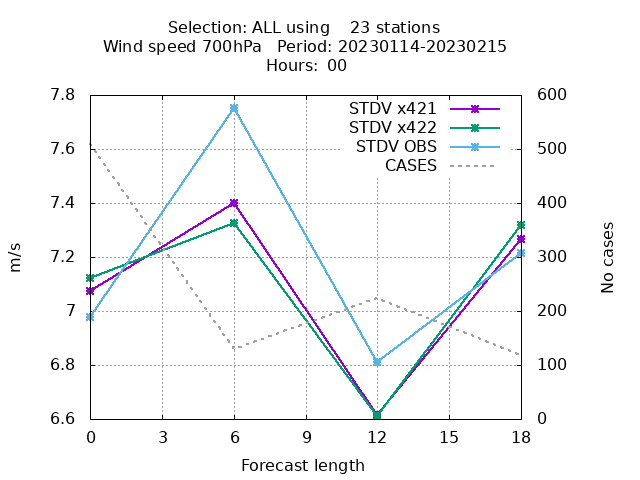 Selection: ALL using    23 stations
Wind speed 700hPa   Period: 20230114-20230215
Hours:  00
7.8
7.6
7.4
7.2
7
6.8
6.6
m/s
600
500
400
300
200
100
0
No cases
STDV x421
STDV x422
STDV OBS
CASES
0 3 6 9 12 15 18
Forecast length